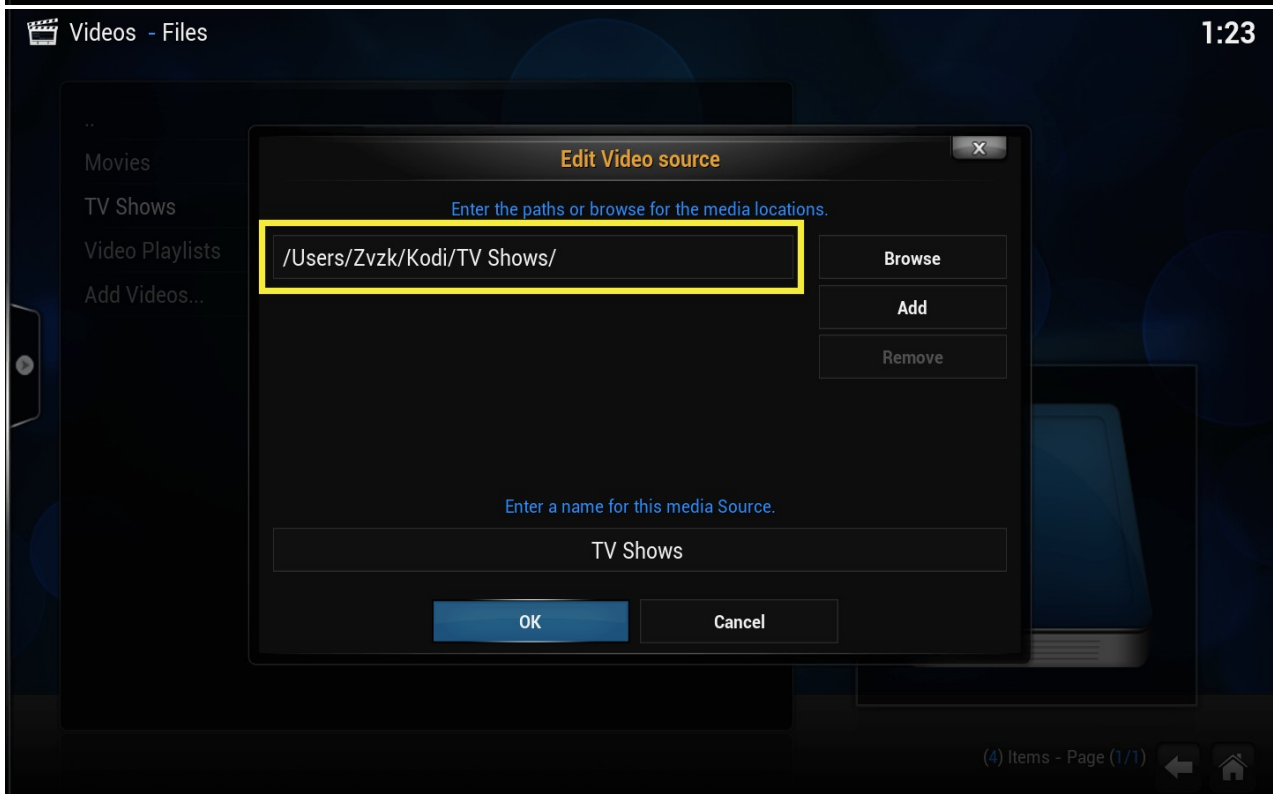 Videos - Files
1:23
..
Movies
TV Shows
Video Playlists
Add Videos...
Edit Video source
X
Enter the paths or browse for the media locations.
/Users/Zvzk/Kodi/TV Shows/
Browse
Add
Remove
Enter a name for this media Source.
TV Shows
OK
Cancel
(4) Items - Page (1/1)